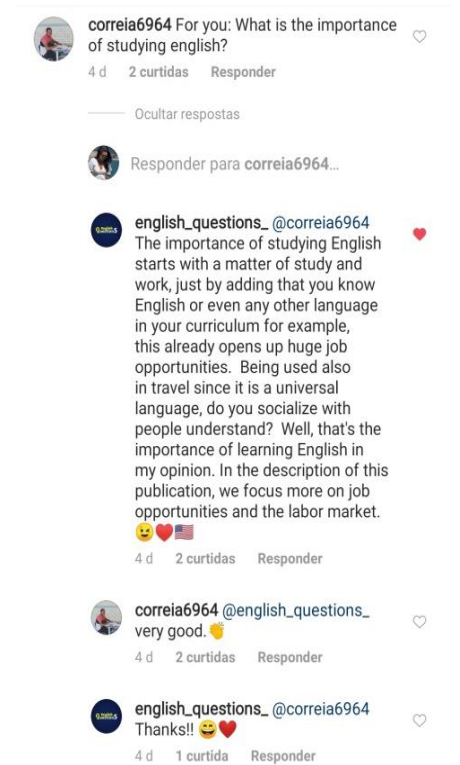 correia6964 For you: What is the importance
of studying english?
4 d 2 curtidas Responder
Ocultar respostas
Responder para correia6964...
english_questions_ @correia6964
The importance of studying English
starts with a matter of study and
work, just by adding that you know
English or even any other language
in your curriculum for example,
this already opens up huge job
opportunities. Being used also
in travel since it is a universal
language, do you socialize with
people understand? Well, that's the
importance of learning English in
my opinion. In the description of this
publication, we focus more on job
opportunities and the labor market.
😉❤️🇺🇸
4 d 2 curtidas Responder
correia6964 @english_questions_
very good.👏
4 d 2 curtidas Responder
english_questions_ @correia6964
Thanks!! 😄❤️
4 d 1 curtida Responder